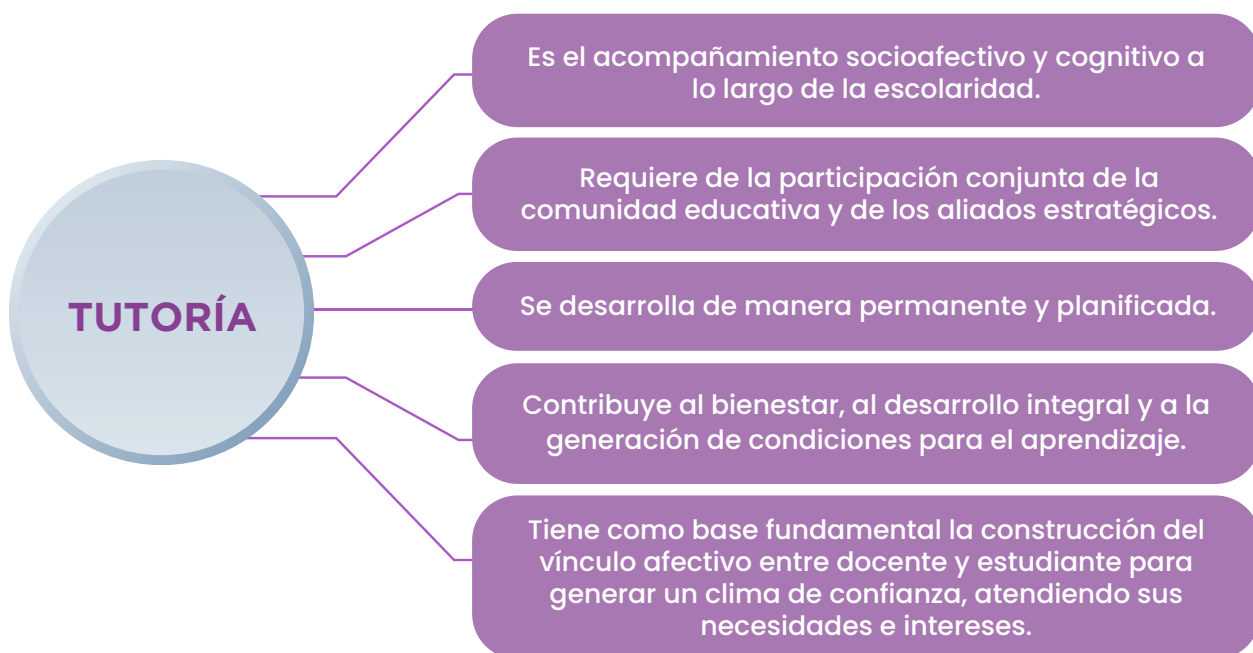 Es el acompañamiento socioafectivo y cognitivo a
lo largo de la escolaridad.
Requiere de la participación conjunta de la
comunidad educativa y de los aliados estratégicos.
TUTORÍA
Se desarrolla de manera permanente y planificada.
Contribuye al bienestar, al desarrollo integral y a la
generación de condiciones para el aprendizaje.
Tiene como base fundamental la construcción del
vínculo afectivo entre docente y estudiante para
generar un clima de confianza, atendiendo sus
necesidades e intereses.